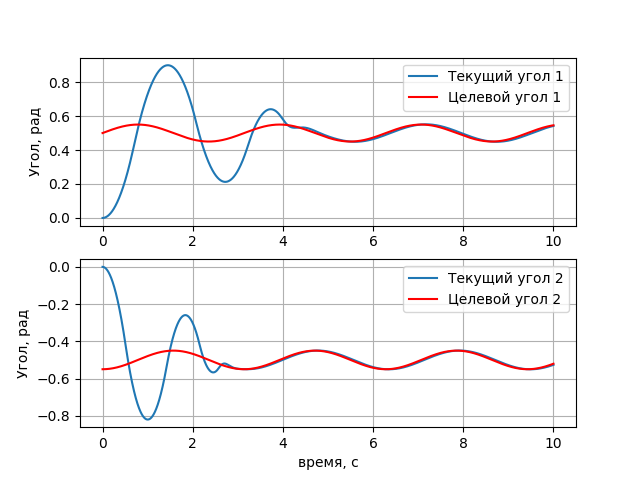 Угол, рад
0.8
0.6
0.4
0.2
0.0
Текущий угол 1
Целевой угол 1
0 2 4 6 8 10
Угол, рад
0.0
−0.2
−0.4
−0.6
−0.8
Текущий угол 2
Целевой угол 2
0 2 4 6 8 10
время, с